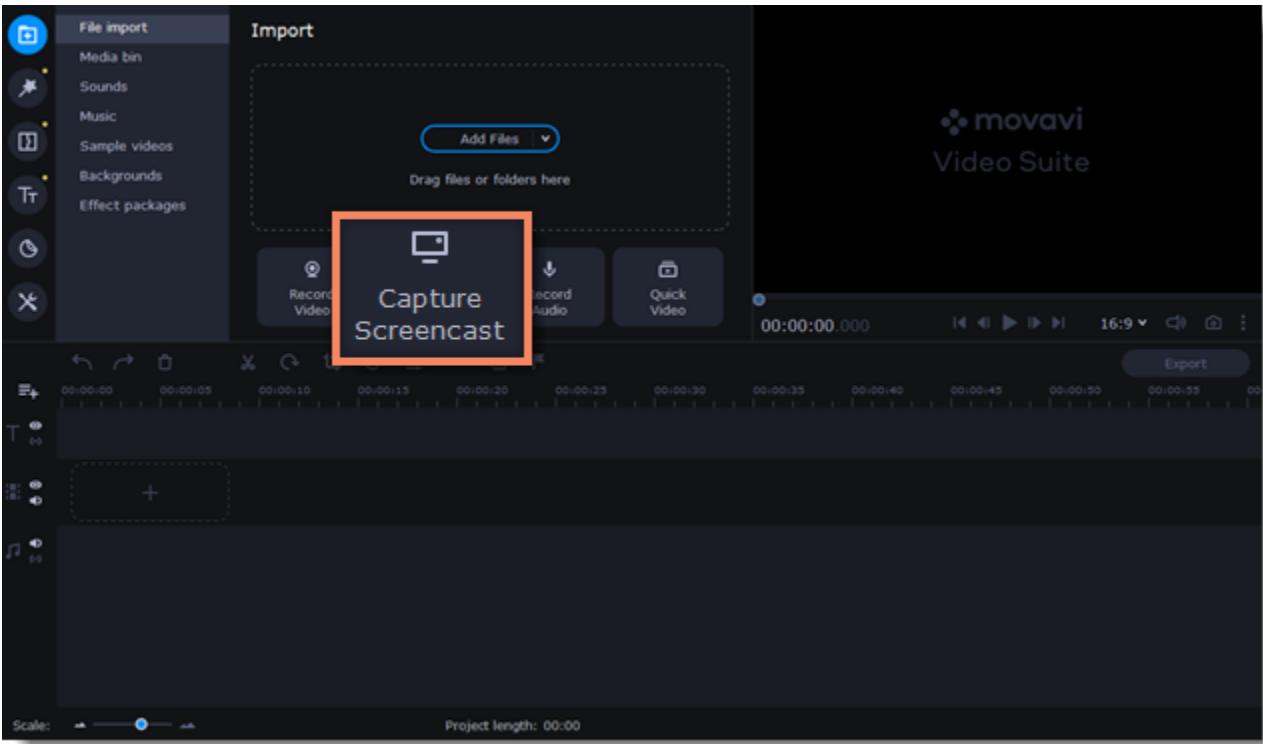 File import
Media bin
Sounds
Music
Sample videos
Backgrounds
Effect packages
Import
Add Files
Drag files or folders here
Record
Video
Capture
Screencast
Quick
Video
movavi
Video Suite
00:00:00.000
16:9
Export
00:00:00 00:00:05 00:00:10 00:00:15 00:00:20 00:00:25 00:00:30 00:00:35 00:00:40 00:00:45 00:00:50 00:00:55
Scale:
Project length: 00:00